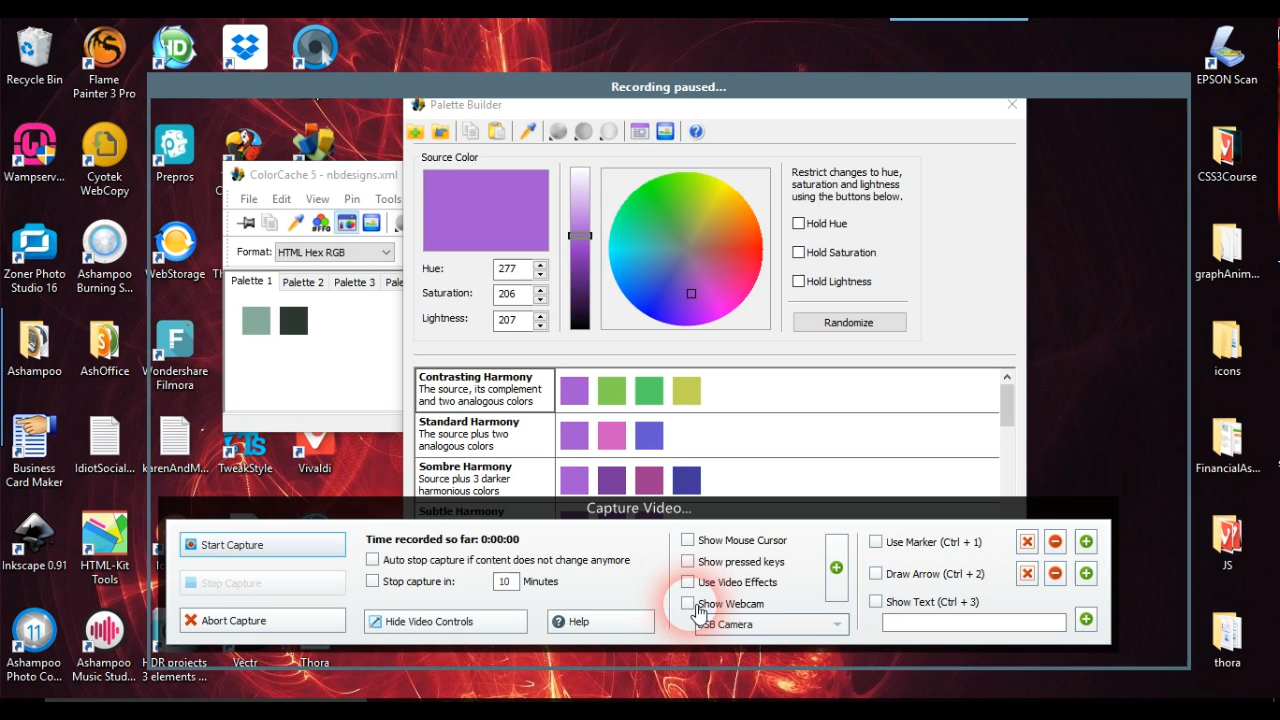 Recycle Bin
Flame
Painter 3 Pro
EPSON Scan
Recording paused...
Palette Builder
Wampserv...
Cyotek
WebCopy
Prepros
CSS3Course
ColorCache 5 - nbdesigns.xml
File Edit View Pin Tools
#FF0
Format: HTML Hex RGB
Palette 1 Palette 2 Palette 3
Source Color
Hue: 277
Saturation: 206
Lightness: 207
Restrict changes to hue,
saturation and lightness
using the buttons below.
Hold Hue
Hold Saturation
Hold Lightness
Randomize
Zoner Photo
Studio 16
Ashampoo
Burning S...
WebStorage
graphAnim...
Ashampoo
AshOffice
Wondershare
Filmora
icons
Contrasting Harmony
The source, its complement
and two analogous colors
Standard Harmony
The source plus two
analogous colors
Sombre Harmony
Source plus 3 darker
harmonious colors
Subtle Harmony
Business
Card Maker
IdiotSocial...
karenAndM...
TweakStyle
Vivaldi
FinancialAs...
Capture Video...
Start Capture
Stop Capture
Abort Capture
Time recorded so far: 0:00:00
Auto stop capture if content does not change anymore
Stop capture in: 10 Minutes
Hide Video Controls
Help
Show Mouse Cursor
Show pressed keys
Use Video Effects
Show Webcam
USB Camera
Use Marker (Ctrl + 1)
Draw Arrow (Ctrl + 2)
Show Text (Ctrl + 3)
Inkscape 0.91
HTML-Kit
Tools
JS
Ashampoo
Photo Co...
Ashampoo
Music Stud...
HDR projects
3 elements ...
Vectr
Thora
thora